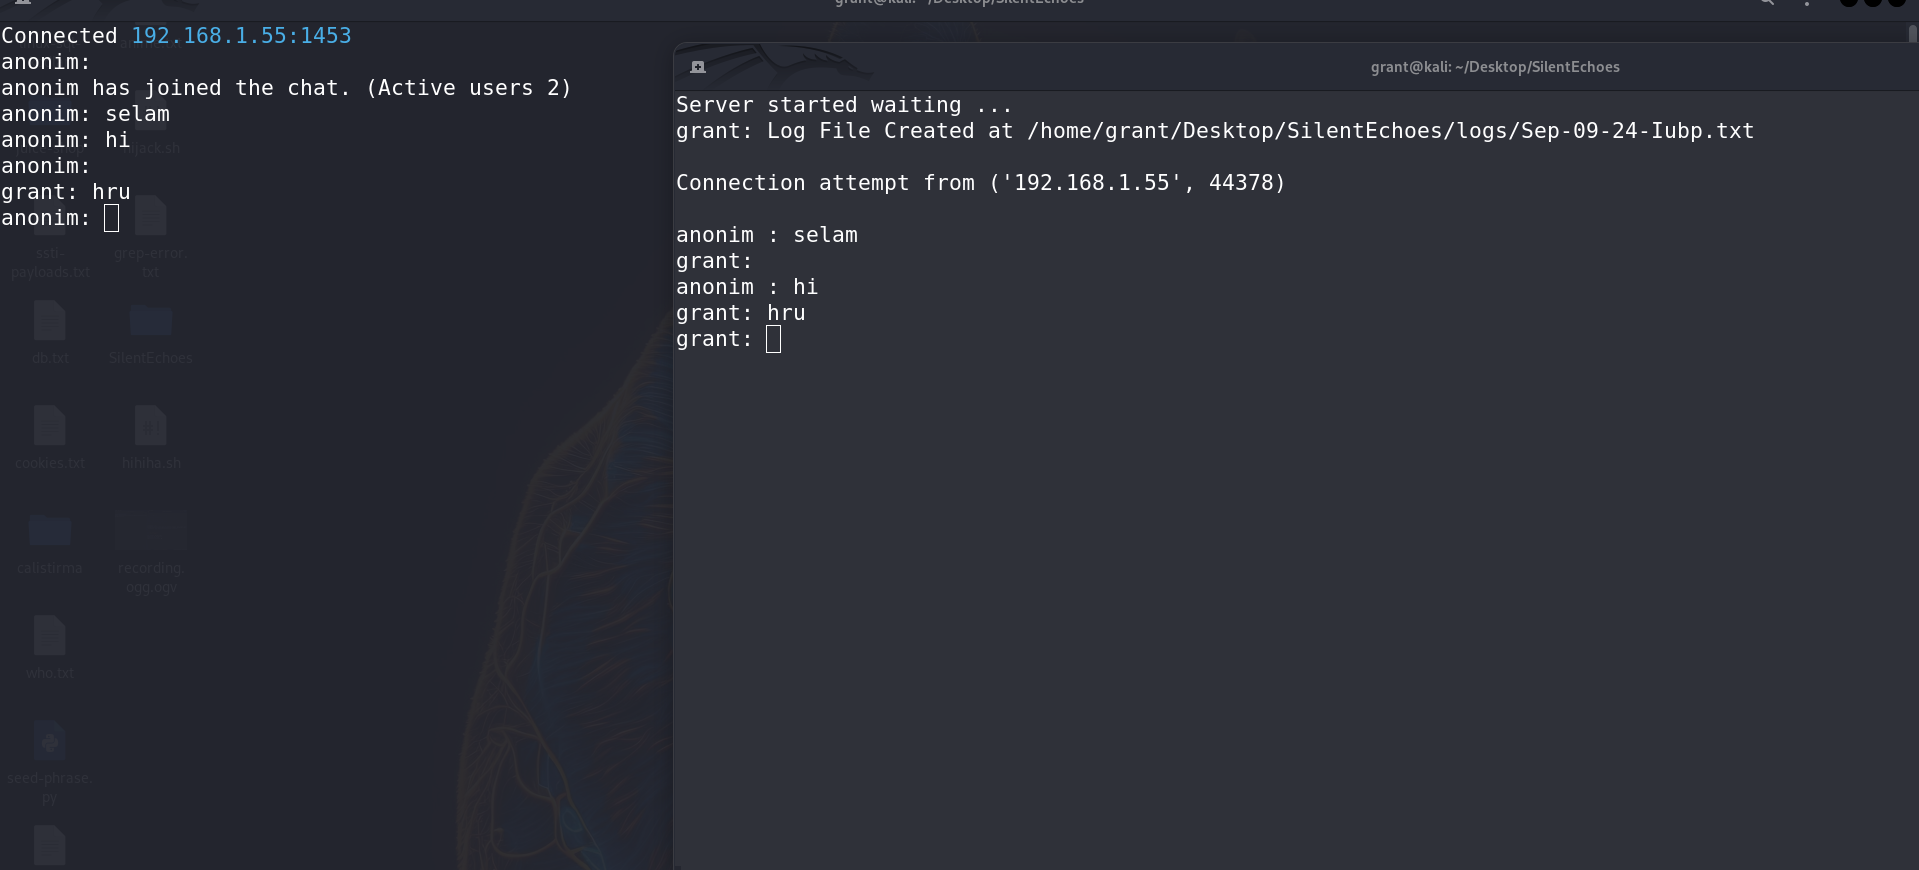 grant@kali: ~/Desktop/SilentEchoes
Connected 192.168.1.55:1453
anonim:
anonim has joined the chat. (Active users 2)
anonim: selam
anonim: hi
anonim:
grant: hru
anonim:
jack.sh
ssti-
payloads.txt
grep-error.
txt
db.txt
SilentEchoes
cookies.txt
hihiha.sh
calistirma
recording.
ogg.ogv
who.txt
seed-phrase.
py
grant@kali: ~/Desktop/SilentEchoes
Server started waiting ...
grant: Log File Created at /home/grant/Desktop/SilentEchoes/logs/Sep-09-24-Iubp.txt
Connection attempt from ('192.168.1.55', 44378)
anonim : selam
grant:
anonim : hi
grant: hru
grant: